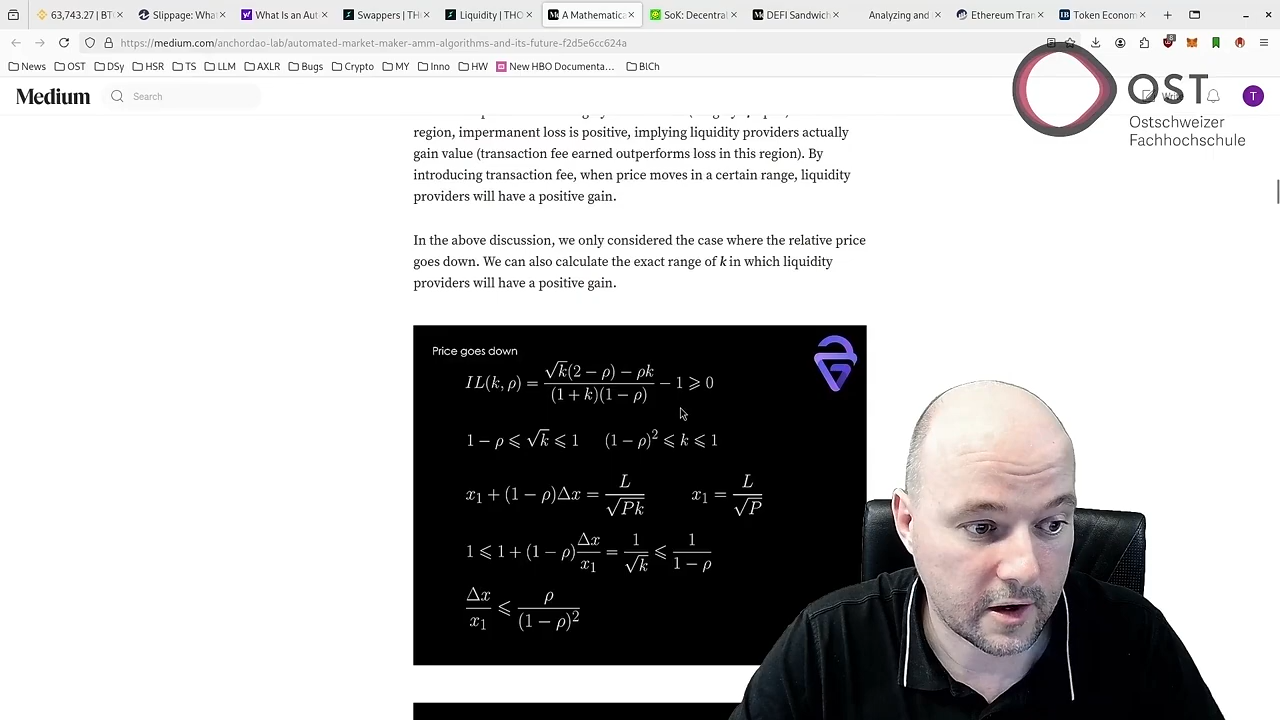 63,743.27 | BT
Slippage: Wha
What Is an Aut
Swappers | TH
Liquidity | THO
A Mathematica
SoK: Decentral
DEFI Sandwich
Analyzing and
Ethereum Tran
Token Econom
https://medium.com/anchordao-lab/automated-market-maker-amm-algorithms-and-its-future-f2d5e6cc624a
News OST DSy HSR TS LLM AXLR Bugs Crypto MY Inno HW New HBO Documenta… BICh
Medium
Search
T
OST
Ostschweizer
Fachhochschule
region, impermanent loss is positive, implying liquidity providers actually
gain value (transaction fee earned outperforms loss in this region). By
introducing transaction fee, when price moves in a certain range, liquidity
providers will have a positive gain.
In the above discussion, we only considered the case where the relative price
goes down. We can also calculate the exact range of k in which liquidity
providers will have a positive gain.
Price goes down
IL(k, ρ) = (√k(2 − ρ) − ρk) / ((1 + k)(1 − ρ)) − 1 ⩾ 0
1 − ρ ⩽ √k ⩽ 1 (1 − ρ)² ⩽ k ⩽ 1
x₁ + (1 − ρ)Δx = L / √(Pk) x₁ = L / √P
1 ⩽ 1 + (1 − ρ) Δx / x₁ = 1 / √k ⩽ 1 / (1 − ρ)
Δx / x₁ ⩽ ρ / (1 − ρ)²